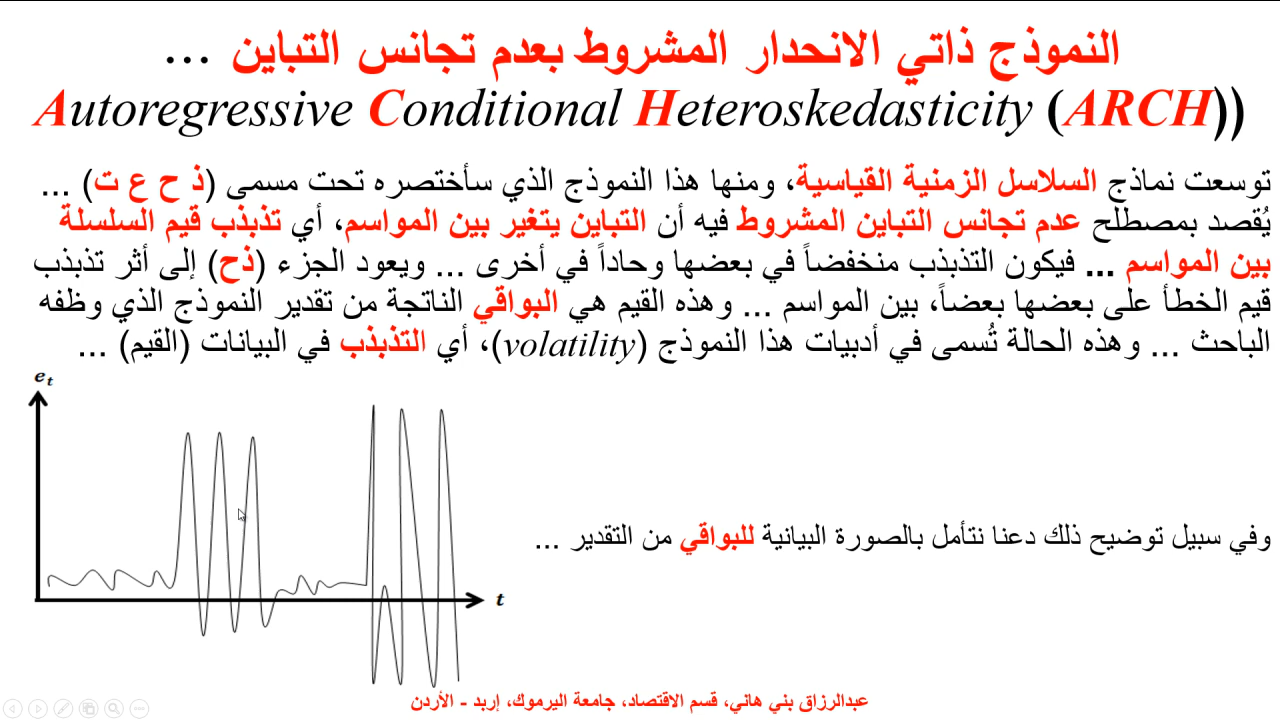 النموذج ذاتي الانحدار المشروط بعدم تجانس التباين ...
Autoregressive Conditional Heteroskedasticity (ARCH))
توسعت نماذج السلاسل الزمنية القياسية، ومنها هذا النموذج الذي سأختصره تحت مسمى (ذ ح ع ت) ...
يُقصد بمصطلح عدم تجانس التباين المشروط فيه أن التباين يتغير بين المواسم، أي تذبذب قيم السلسلة
بين المواسم ... فيكون التذبذب منخفضاً في بعضها وحاداً في أخرى ... ويعود الجزء (ذح) إلى أثر تذبذب
قيم الخطأ على بعضها بعضاً، بين المواسم ... وهذه القيم هي البواقي الناتجة من تقدير النموذج الذي وظفه
الباحث ... وهذه الحالة تُسمى في أدبيات هذا النموذج (volatility)، أي التذبذب في البيانات (القيم) ...
et
وفي سبيل توضيح ذلك دعنا نتأمل بالصورة البيانية للبواقي من التقدير ...
t
عبدالرزاق بني هاني، قسم الاقتصاد، جامعة اليرموك، إربد - الأردن